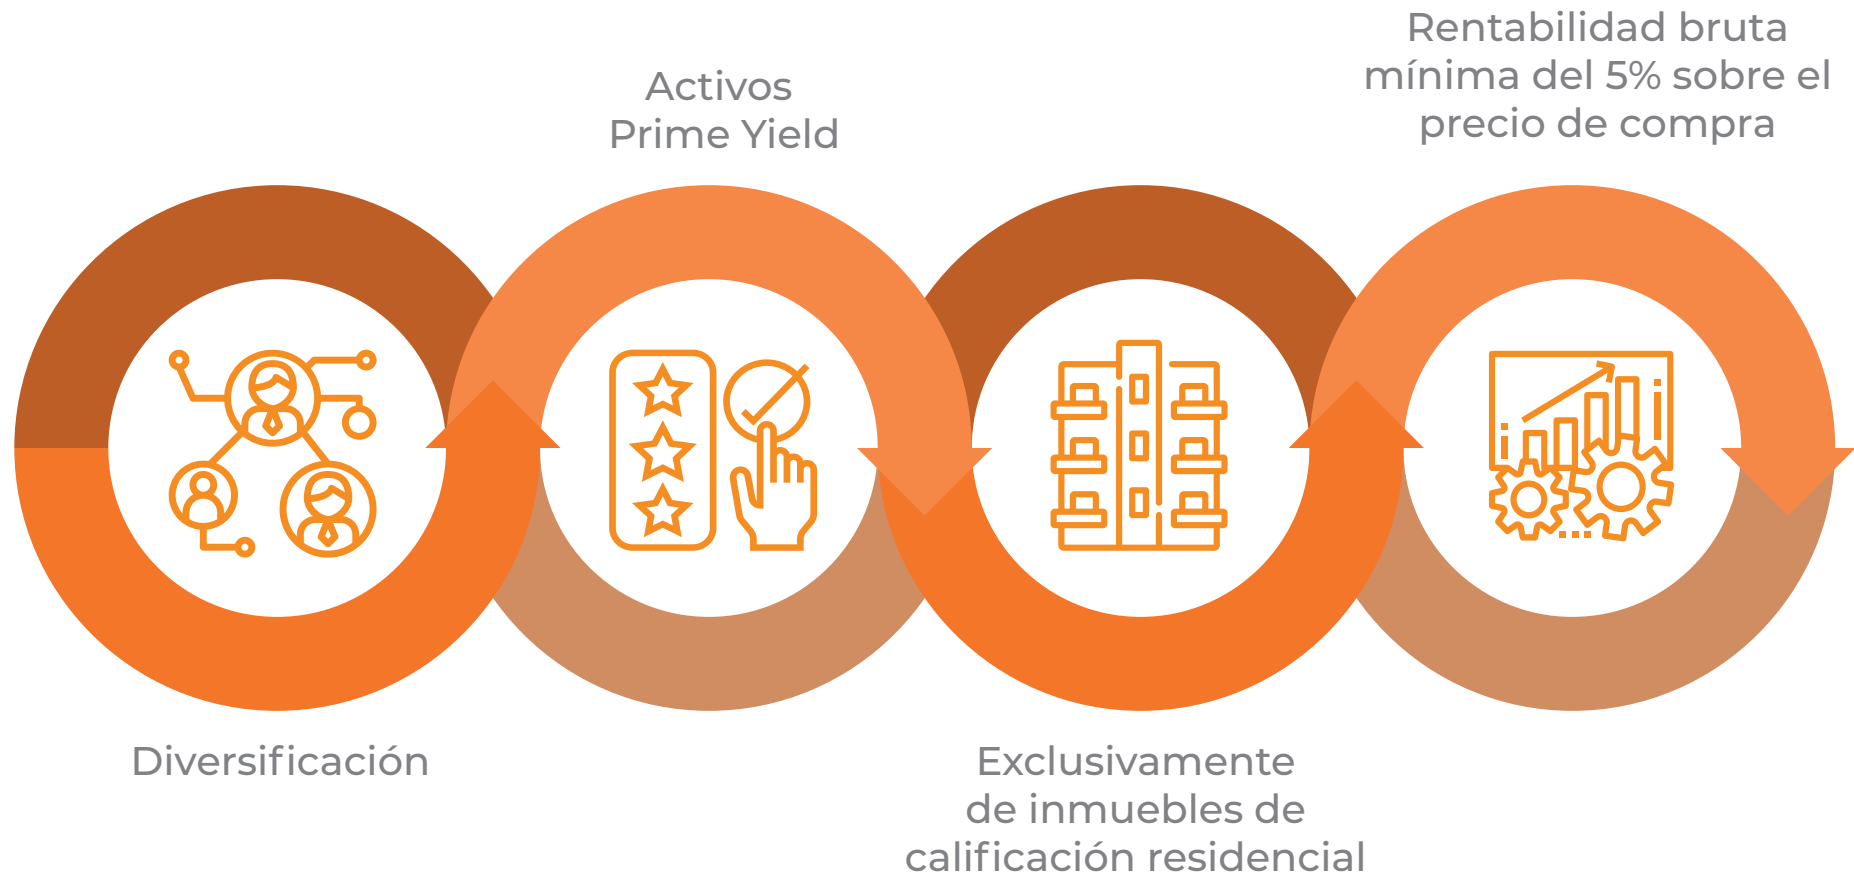 Diversificación
Activos
Prime Yield
Exclusivamente
de inmuebles de
calificación residencial
Rentabilidad bruta
mínima del 5% sobre el
precio de compra